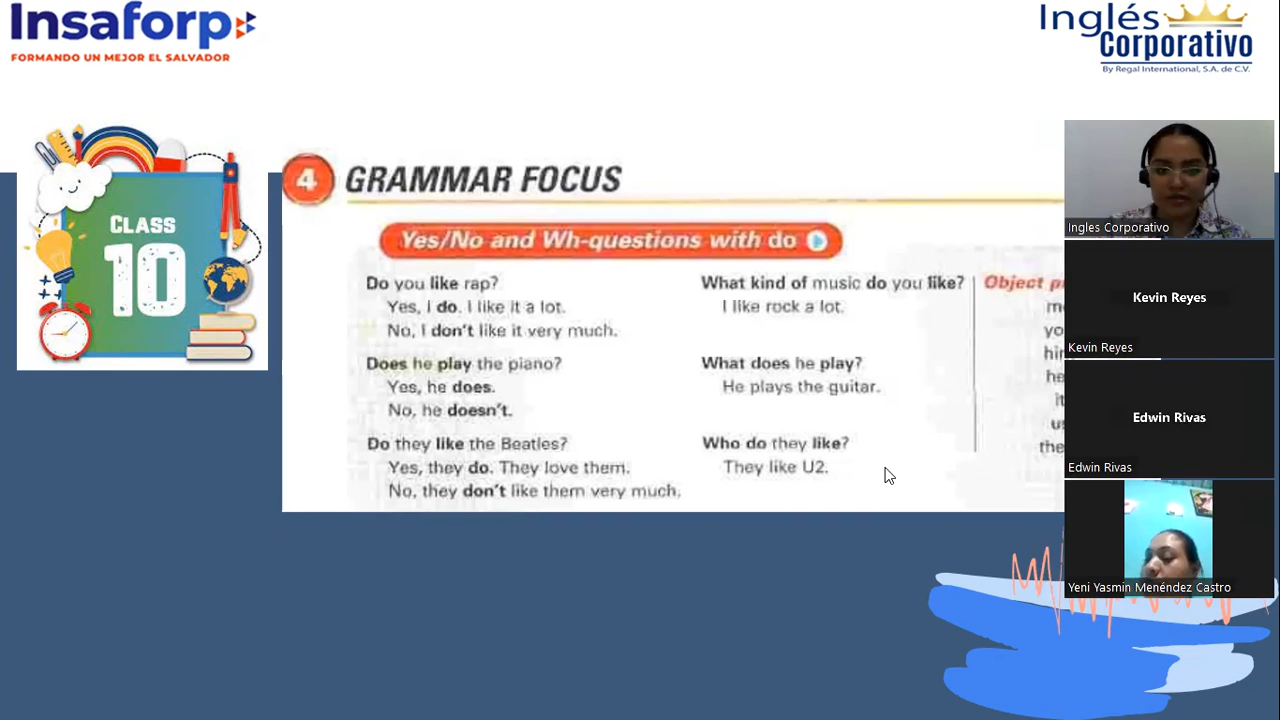 Insaforp
FORMANDO UN MEJOR EL SALVADOR
Inglés
Corporativo
By Regal International, S.A. de C.V.
CLASS
10
4 GRAMMAR FOCUS
Yes/No and Wh-questions with do
Do you like rap?
Yes, I do. I like it a lot.
No, I don't like it very much.
Does he play the piano?
Yes, he does.
No, he doesn't.
Do they like the Beatles?
Yes, they do. They love them.
No, they don't like them very much.
What kind of music do you like?
I like rock a lot.
What does he play?
He plays the guitar.
Who do they like?
They like U2.
Object
Ingles Corporativo
Kevin Reyes
Kevin Reyes
Edwin Rivas
Edwin Rivas
Yeni Yasmin Menéndez Castro